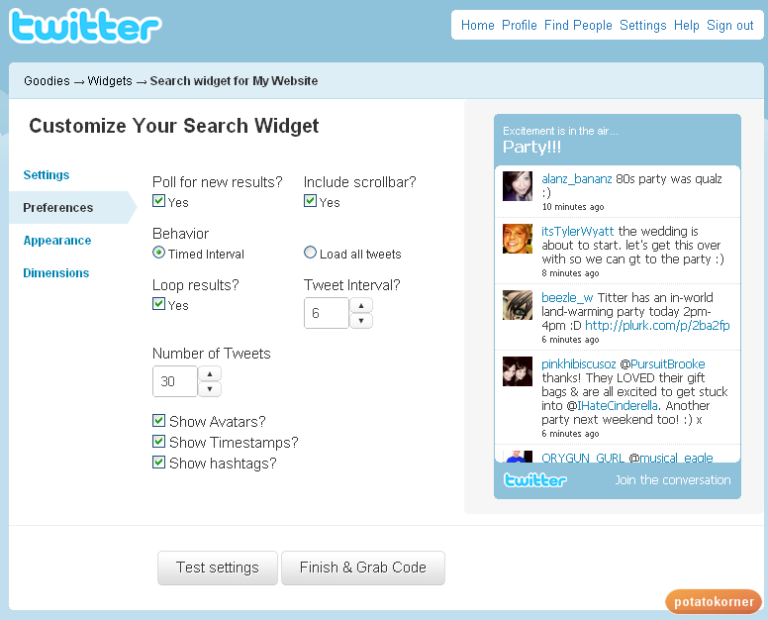 twitter
Home Profile Find People Settings Help Sign out
Goodies → Widgets → Search widget for My Website
Customize Your Search Widget
Settings
Preferences
Appearance
Dimensions
Poll for new results? Include scrollbar?
Yes Yes
Behavior
Timed Interval Load all tweets
Loop results? Tweet Interval?
Yes
6
Number of Tweets
30
Show Avatars?
Show Timestamps?
Show hashtags?
Test settings Finish & Grab Code
Excitement is in the air...
Party!!!
alanz_bananz 80s party was qualz
:)
10 minutes ago
itsTylerWyatt the wedding is
about to start. let's get this over
with so we can gt to the party :)
8 minutes ago
beezle_w Titter has an in-world
land-warming party today 2pm-
4pm :D http://plurk.com/p/2ba2fp
6 minutes ago
pinkhibiscusoz @PursuitBrooke
thanks! They LOVED their gift
bags & are all excited to get stuck
into @IHateCinderella. Another
party next weekend too! :) x
6 minutes ago
ORYGUN_GURL @musical_eagle
twitter Join the conversation
potatokorner